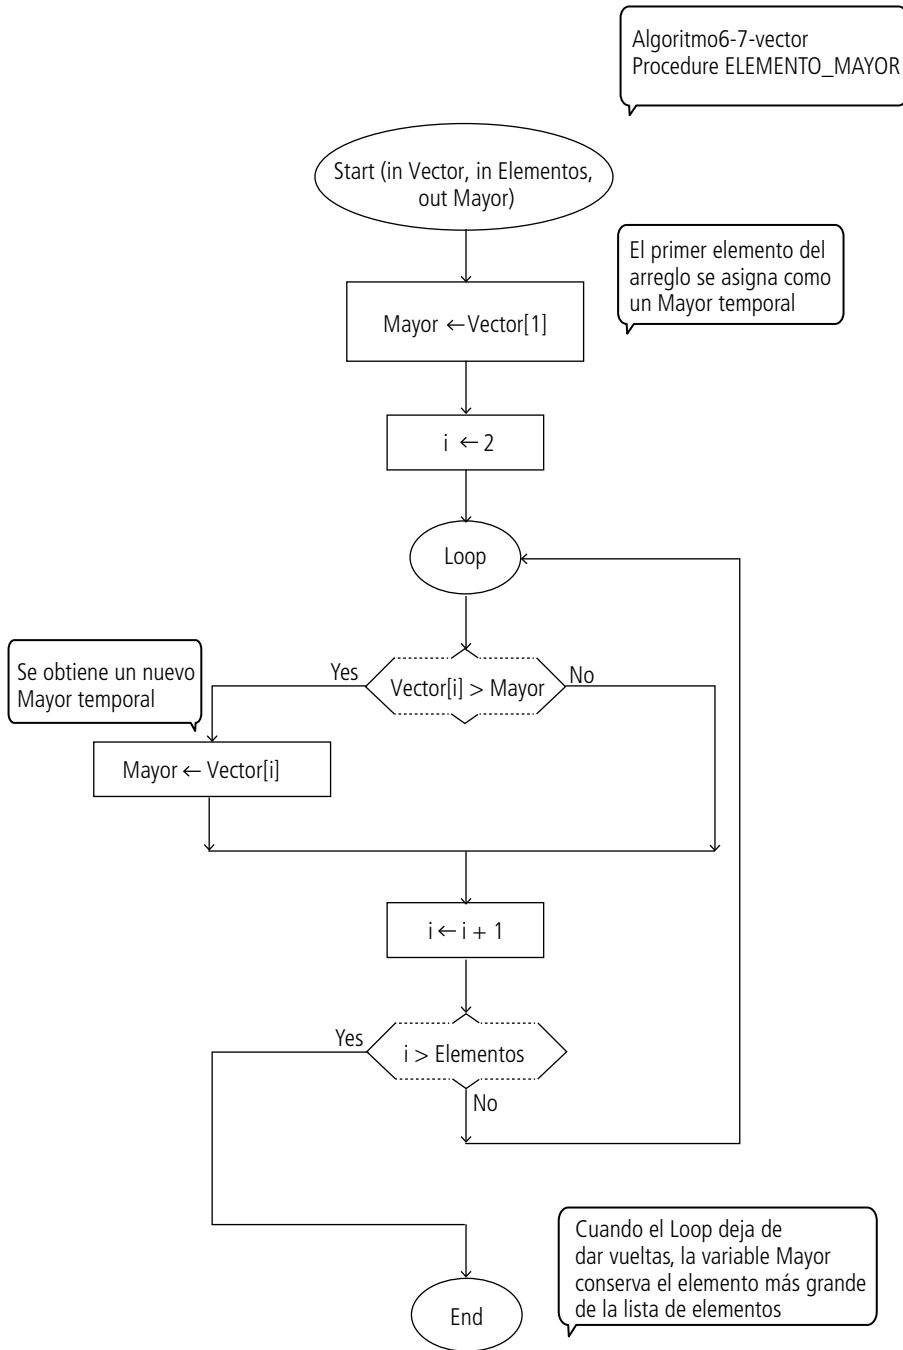 Algoritmo6-7-vector
Procedure ELEMENTO_MAYOR
Start (in Vector, in Elementos,
out Mayor)
El primer elemento del
arreglo se asigna como
un Mayor temporal
Mayor ← Vector[1]
i ← 2
Loop
Se obtiene un nuevo
Mayor temporal
Yes
Vector[i] > Mayor
No
Mayor ← Vector[i]
i ← i + 1
Yes
i > Elementos
No
Cuando el Loop deja de
dar vueltas, la variable Mayor
conserva el elemento más grande
de la lista de elementos
End